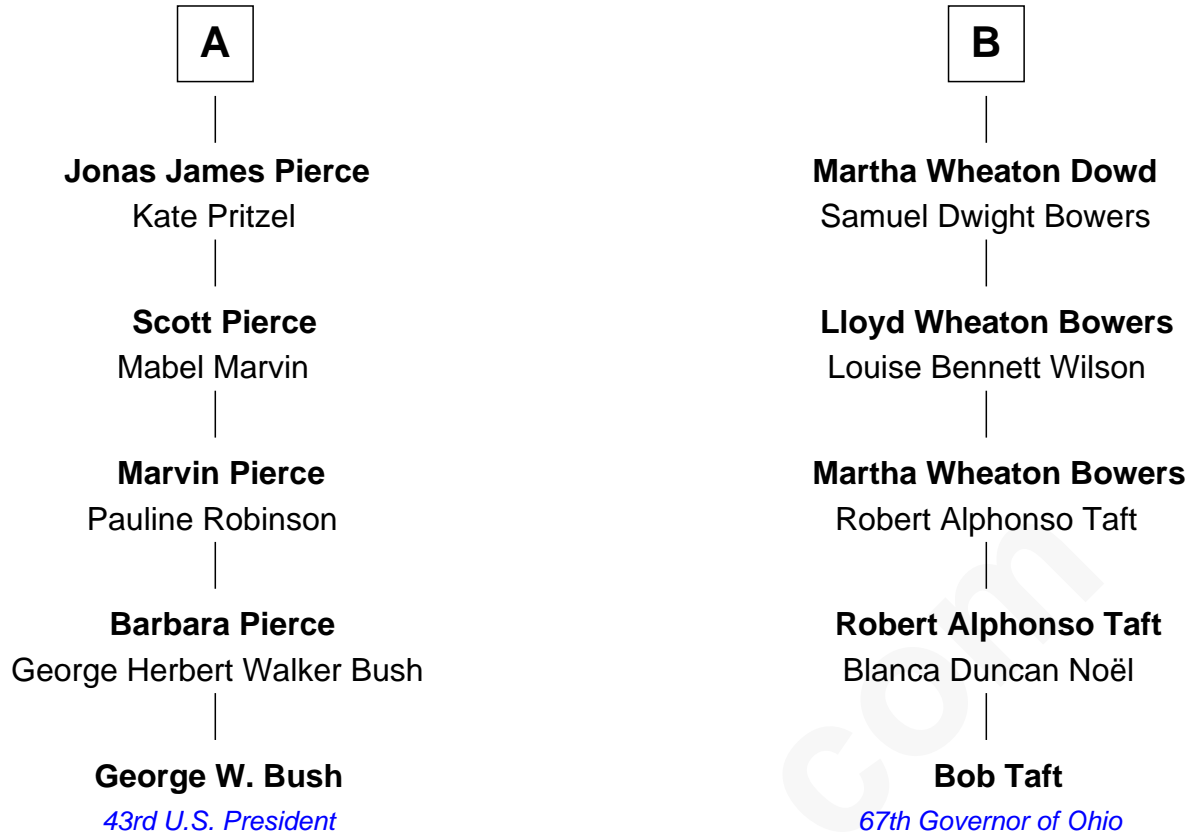 A
Jonas James Pierce
Kate Pritzel
Scott Pierce
Mabel Marvin
Marvin Pierce
Pauline Robinson
Barbara Pierce
George Herbert Walker Bush
George W. Bush
43rd U.S. President
B
Martha Wheaton Dowd
Samuel Dwight Bowers
Lloyd Wheaton Bowers
Louise Bennett Wilson
Martha Wheaton Bowers
Robert Alphonso Taft
Robert Alphonso Taft
Blanca Duncan Noël
Bob Taft
67th Governor of Ohio
com